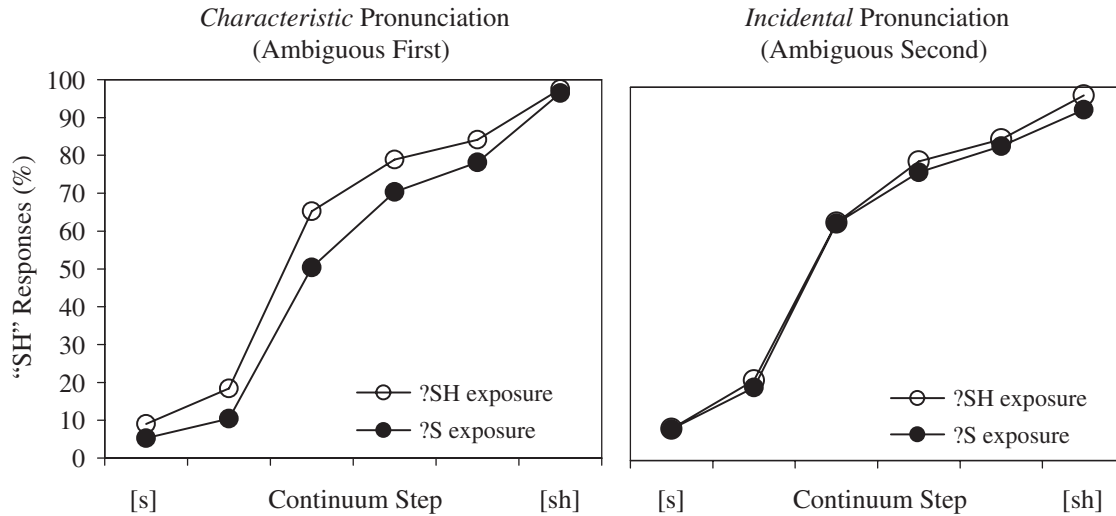 Characteristic Pronunciation
(Ambiguous First)
Incidental Pronunciation
(Ambiguous Second)
“SH” Responses (%)
100
90
80
70
60
50
40
30
20
10
0
?SH exposure
?S exposure
[s]
Continuum Step
[sh]
?SH exposure
?S exposure
[s]
Continuum Step
[sh]